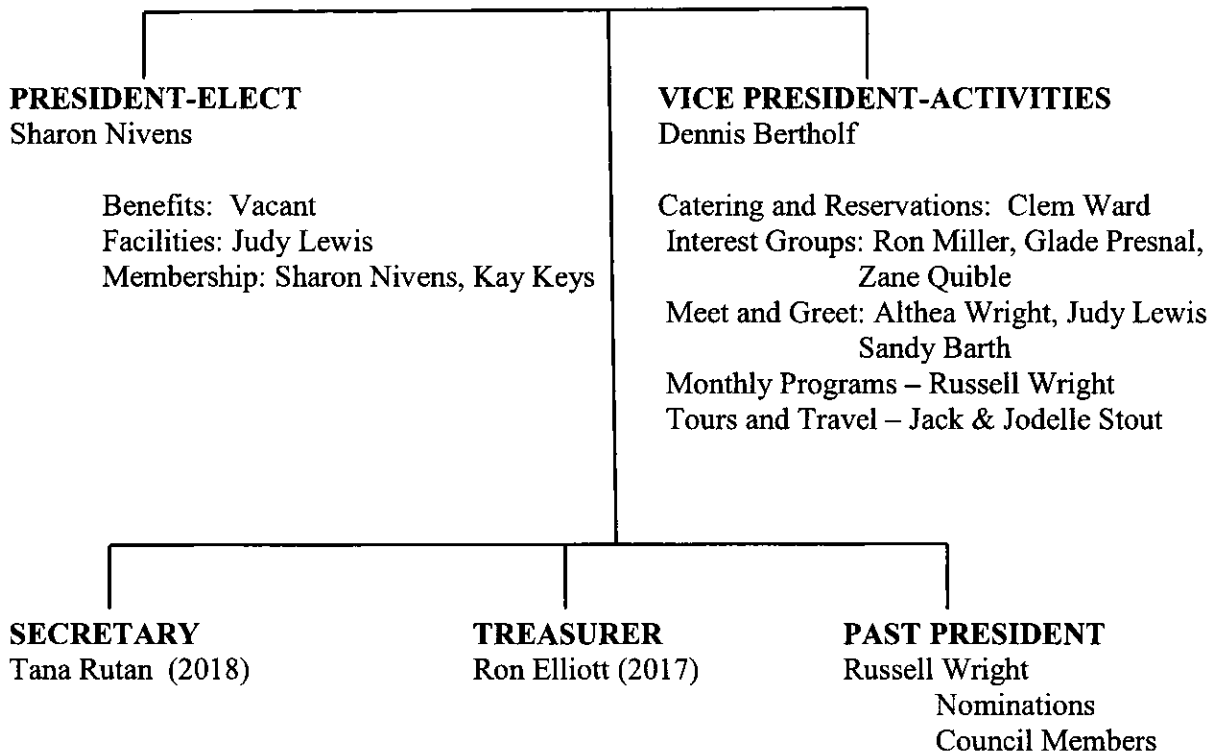 PRESIDENT-ELECT
Sharon Nivens
Benefits: Vacant
Facilities: Judy Lewis
Membership: Sharon Nivens, Kay Keys
VICE PRESIDENT-ACTIVITIES
Dennis Bertholf
Catering and Reservations: Clem Ward
Interest Groups: Ron Miller, Glade Presnal,
Zane Quible
Meet and Greet: Althea Wright, Judy Lewis
Sandy Barth
Monthly Programs – Russell Wright
Tours and Travel – Jack & Jodelle Stout
SECRETARY
Tana Rutan (2018)
TREASURER
Ron Elliott (2017)
PAST PRESIDENT
Russell Wright
Nominations
Council Members